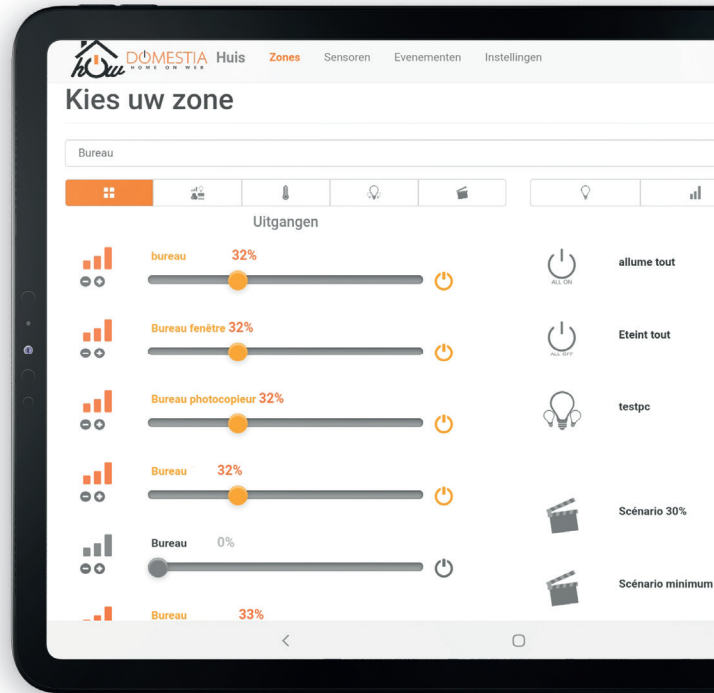 how DOMESTIA Huis Zones Sensoren Evenementen Instellingen
HOME ON WEB
Kies uw zone
Bureau
Uitgangen
bureau 32%
allume tout
ALL ON
Bureau fenêtre 32%
Eteint tout
ALL OFF
Bureau photocopieur 32%
testpc
Bureau 32%
Scénario 30%
Bureau 0%
Scénario minimum
Bureau 33%